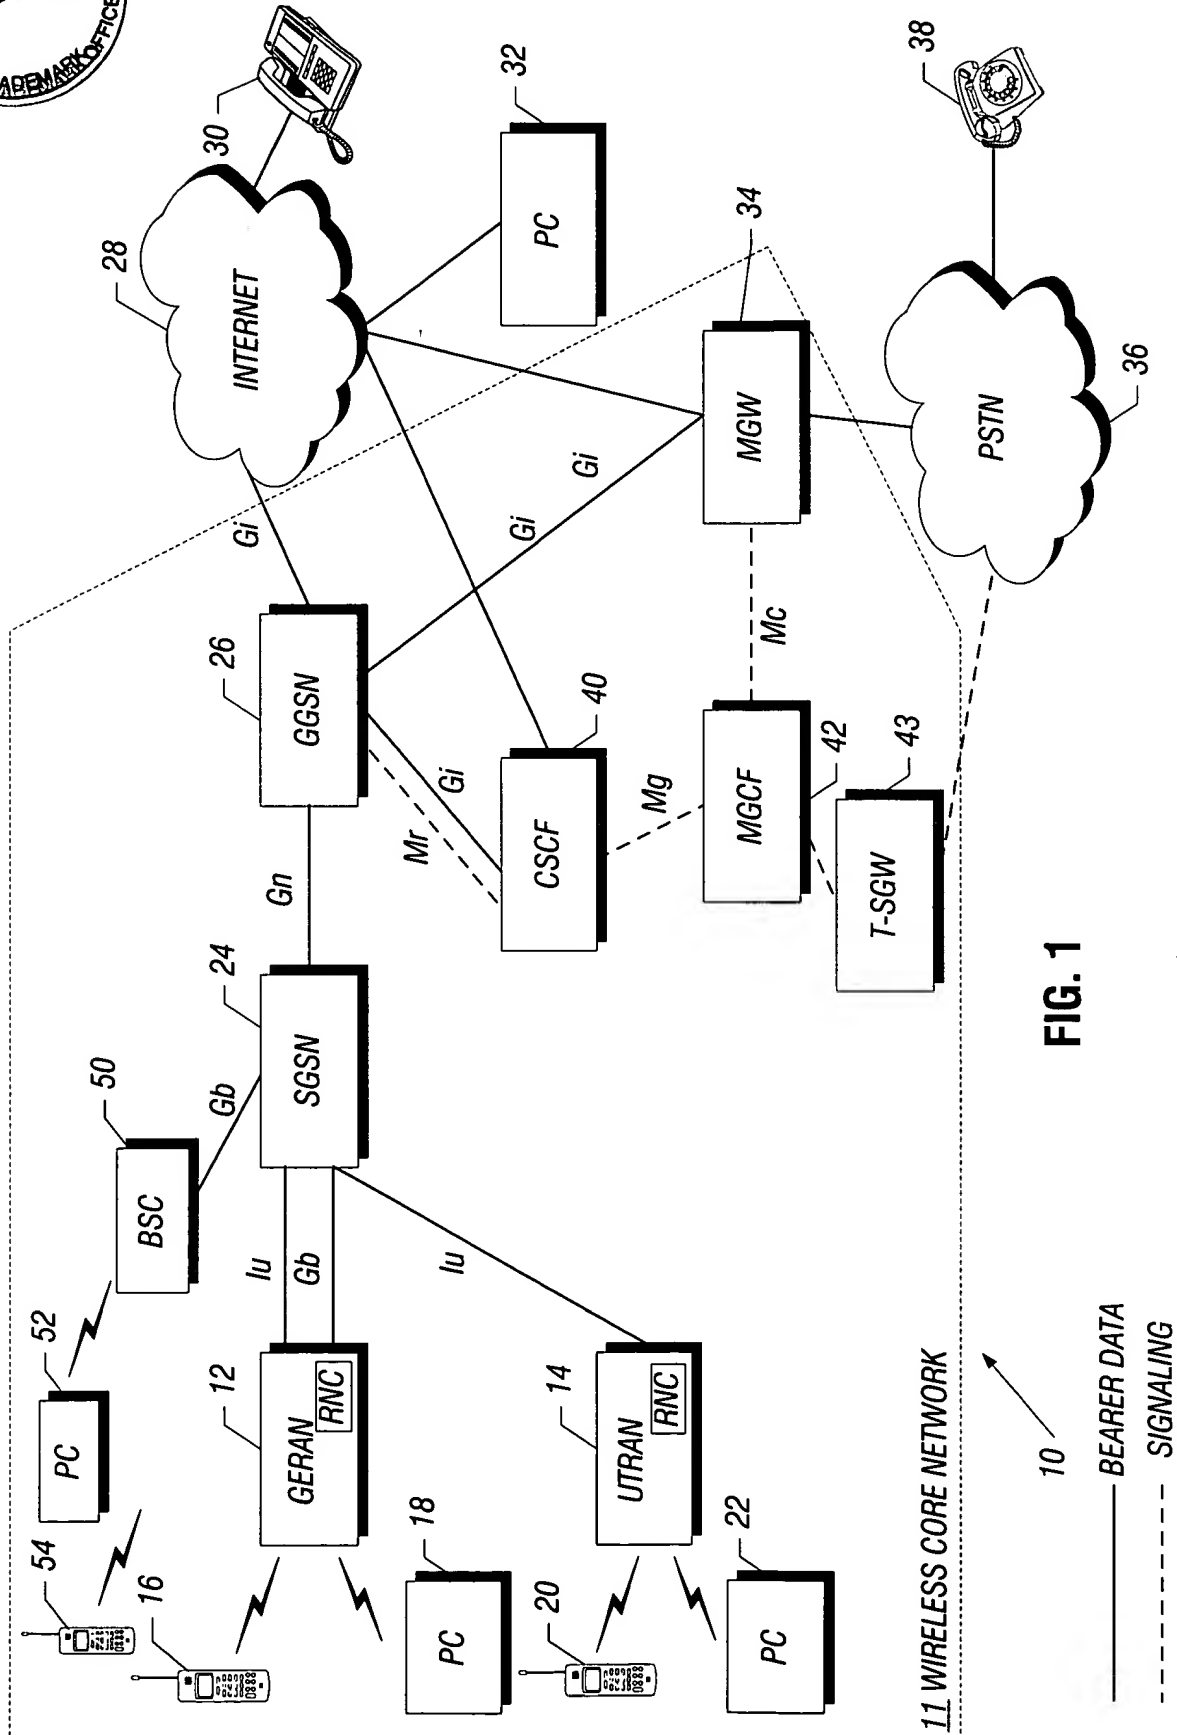 ADEMARK OFFICE
54
52
50
PC
BSC
16
12
24
26
28
30
Gb
Iu
Gb
GERAN
RNC
SGSN
Gn
GGSN
Gi
INTERNET
18
PC
Iu
Mr
Gi
Gi
Gi
32
PC
20
14
40
UTRAN
RNC
CSCF
22
PC
Mg
MGCF
42
Mc
MGW
34
T-SGW
43
11 WIRELESS CORE NETWORK
PSTN
36
38
10
FIG. 1
BEARER DATA
SIGNALING